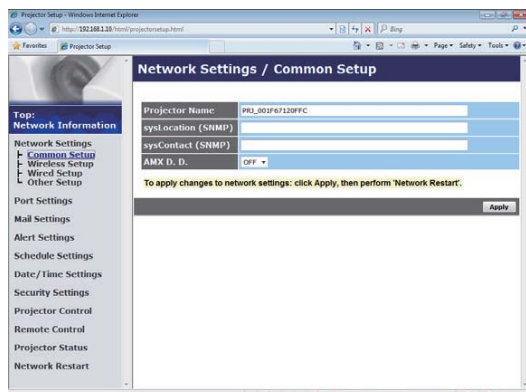 Projector Setup - Windows Internet Explorer
http://192.168.1.10/html/projectorsetup.html
Bing
Favorites
Projector Setup
Page
Safety
Tools
Network Settings / Common Setup
Top:
Network Information
Network Settings
Common Setup
Wireless Setup
Wired Setup
Other Setup
Port Settings
Mail Settings
Alert Settings
Schedule Settings
Date/Time Settings
Security Settings
Projector Control
Remote Control
Projector Status
Network Restart
Projector Name
PRJ_001F67120FFC
sysLocation (SNMP)
sysContact (SNMP)
AMX D. D.
OFF
To apply changes to network settings: click Apply, then perform 'Network Restart'.
Apply